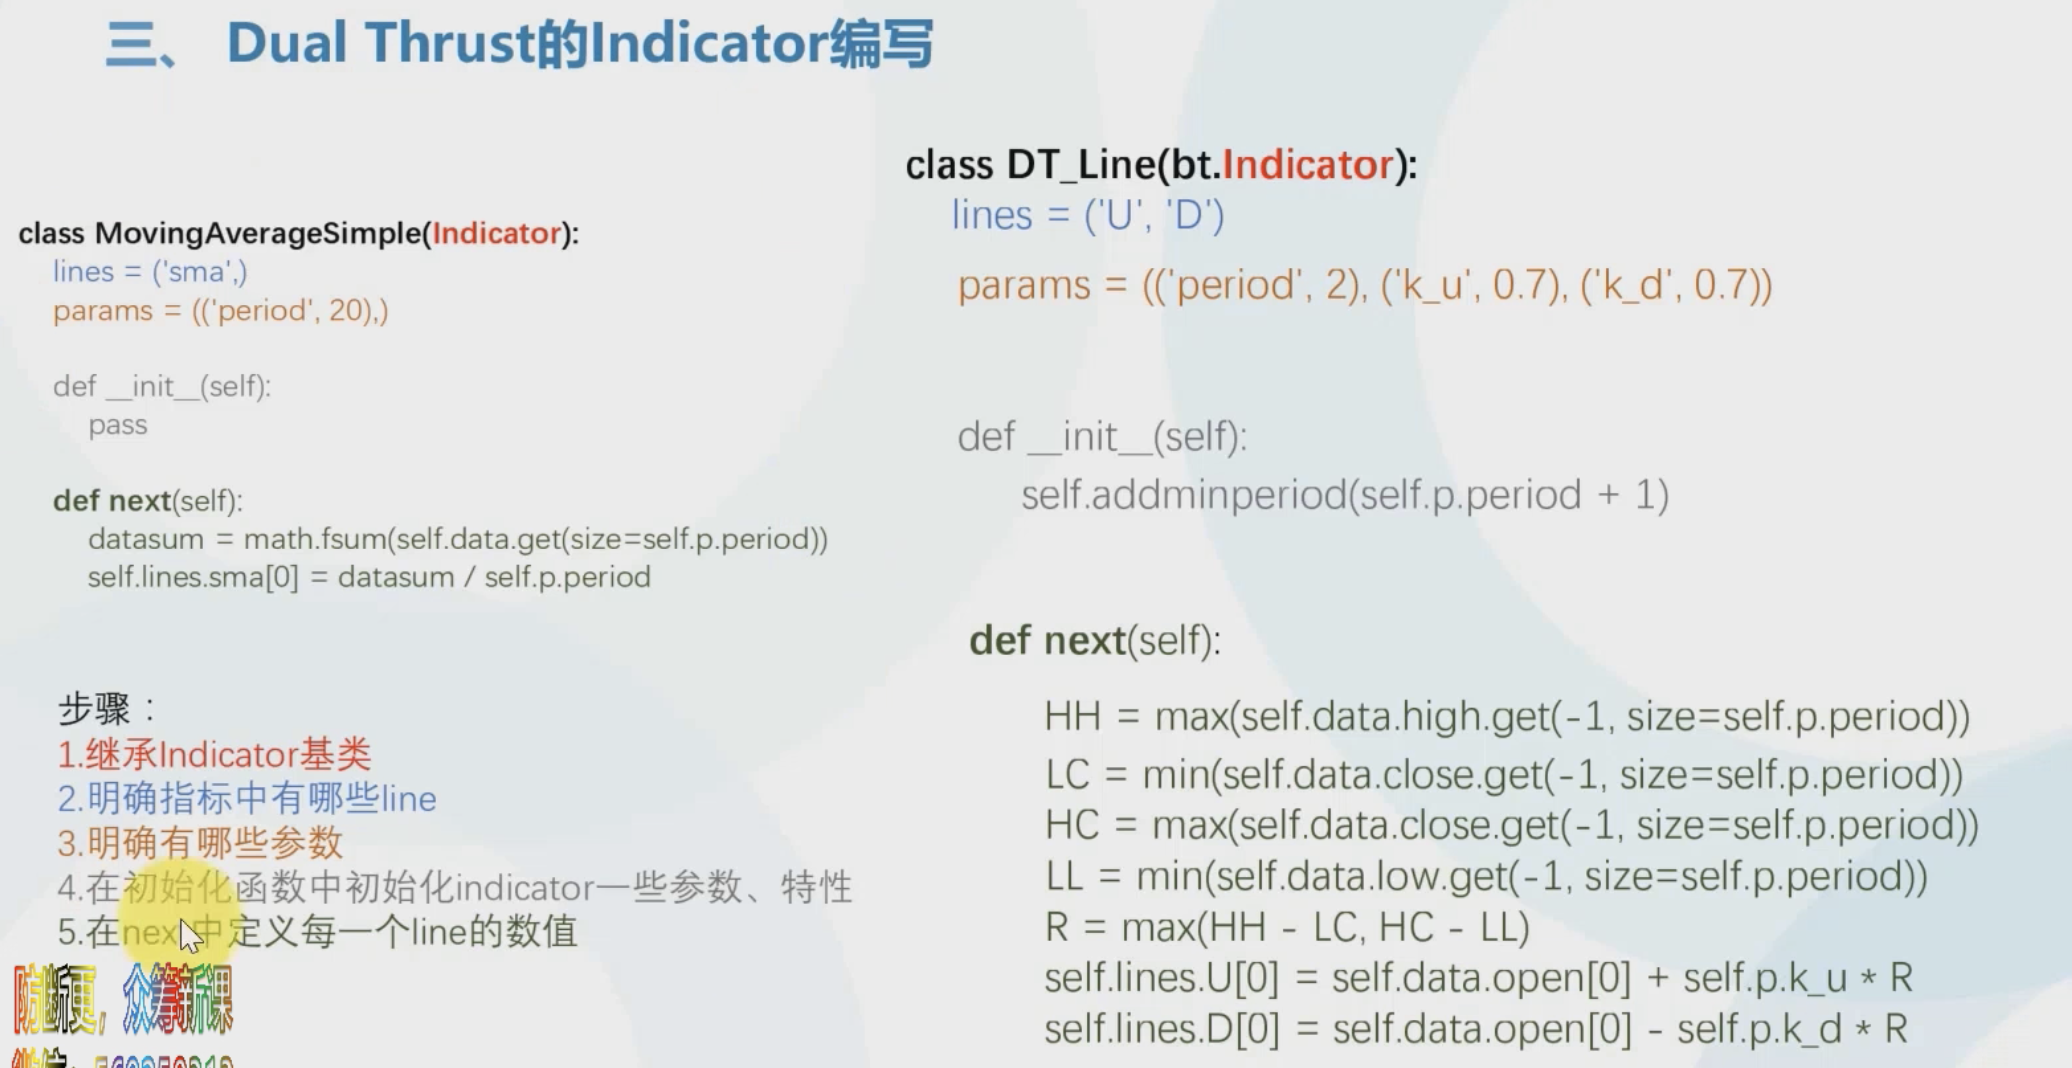 三、 Dual Thrust的Indicator编写
class MovingAverageSimple(Indicator):
lines = ('sma',)
params = (('period', 20),)
def __init__(self):
pass
def next(self):
datasum = math.fsum(self.data.get(size=self.p.period))
self.lines.sma[0] = datasum / self.p.period
步骤：
1.继承Indicator基类
2.明确指标中有哪些line
3.明确有哪些参数
4.在初始化函数中初始化indicator一些参数、特性
5.在next中定义每一个line的数值
防断更，众筹新课
class DT_Line(bt.Indicator):
lines = ('U', 'D')
params = (('period', 2), ('k_u', 0.7), ('k_d', 0.7))
def __init__(self):
self.addminperiod(self.p.period + 1)
def next(self):
HH = max(self.data.high.get(-1, size=self.p.period))
LC = min(self.data.close.get(-1, size=self.p.period))
HC = max(self.data.close.get(-1, size=self.p.period))
LL = min(self.data.low.get(-1, size=self.p.period))
R = max(HH - LC, HC - LL)
self.lines.U[0] = self.data.open[0] + self.p.k_u * R
self.lines.D[0] = self.data.open[0] - self.p.k_d * R